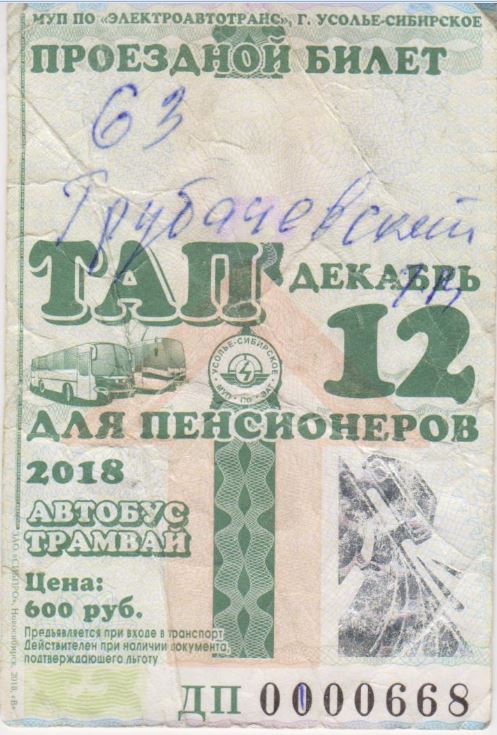 МУП ПО «ЭЛЕКТРОАВТОТРАНС», Г. УСОЛЬЕ-СИБИРСКОЕ
ПРОЕЗДНОЙ БИЛЕТ
63
Трубачевский
ТАП
ДЕКАБРЬ
12
УСОЛЬЕ-СИБИРСКОЕ
МУП ПО ЭАТ
ДЛЯ ПЕНСИОНЕРОВ
2018
АВТОБУС
ТРАМВАЙ
Цена:
600 руб.
Предъявляется при входе в транспорт
Действителен при наличии документа,
подтверждающего льготу
ДП 0000668